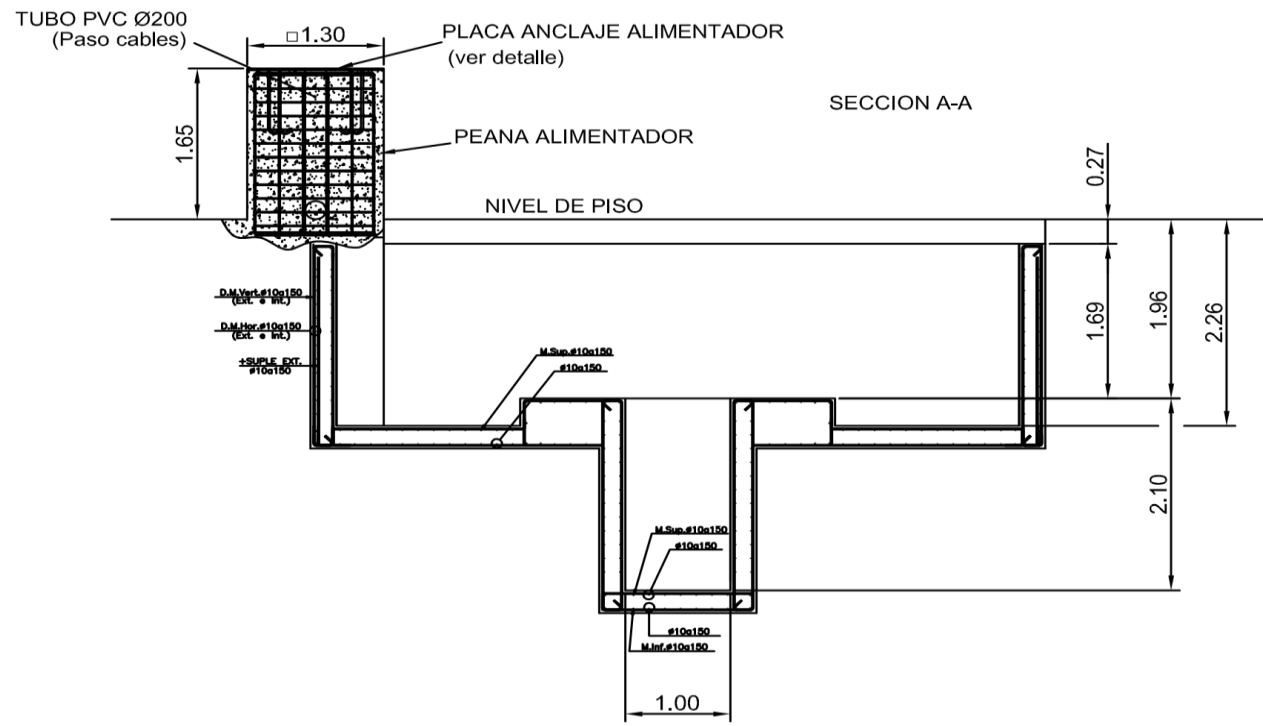 TUBO PVC Ø200
(Paso cables)
□1.30
PLACA ANCLAJE ALIMENTADOR
(ver detalle)
SECCION A-A
1.65
PEANA ALIMENTADOR
0.27
NIVEL DE PISO
D.M.Vert.ø10a150
(Ext. e Int.)
D.M.Hor.ø10a150
(Ext. e Int.)
+SUPLE EXT.
ø10a150
M.Sup.ø10a150
ø10a150
1.69
1.96
2.26
2.10
M.Sup.ø10a150
ø10a150
ø10a150
M.Inf.ø10a150
1.00